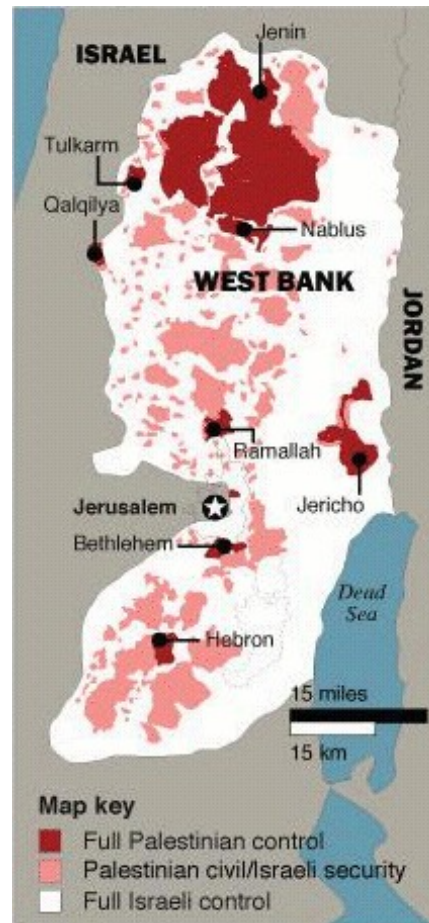 ISRAEL
Jenin
Tulkarm
Qalqilya
Nablus
WEST BANK
JORDAN
Ramallah
Jerusalem
Jericho
Bethlehem
Dead
Sea
Hebron
15 miles
15 km
Map key
Full Palestinian control
Palestinian civil/Israeli security
Full Israeli control